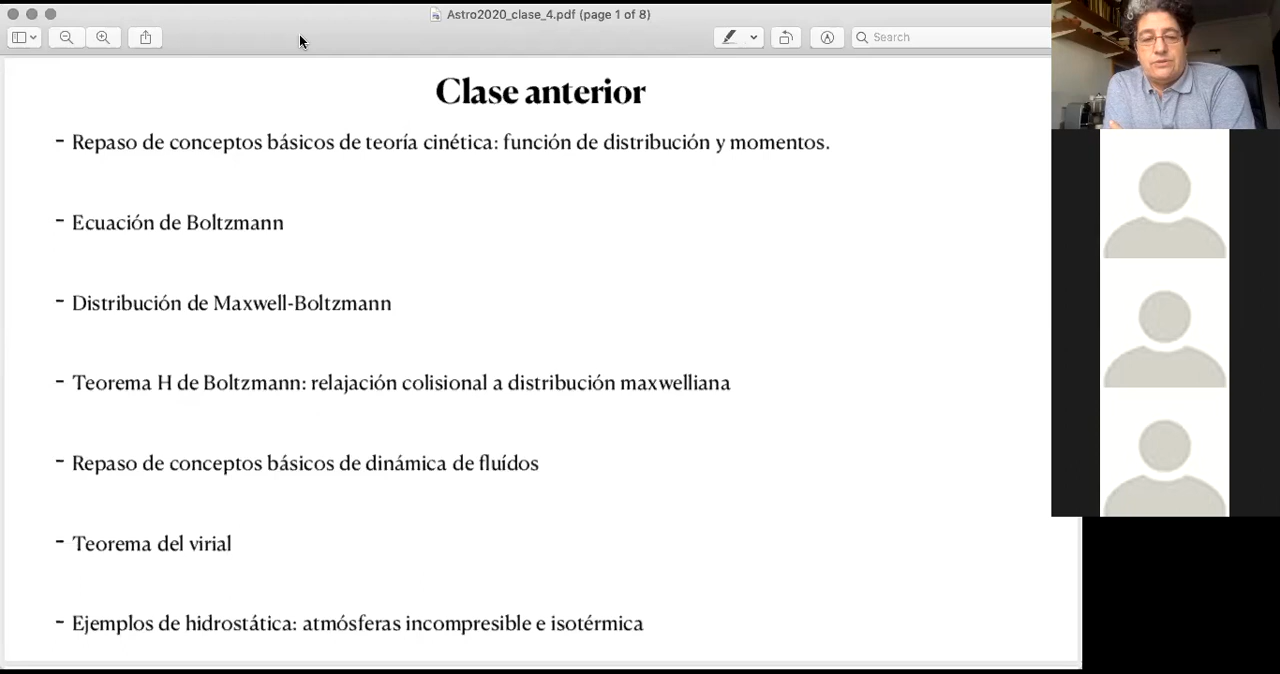 Astro2020_clase_4.pdf (page 1 of 8)
Search
Clase anterior
- Repaso de conceptos básicos de teoría cinética: función de distribución y momentos.
- Ecuación de Boltzmann
- Distribución de Maxwell-Boltzmann
- Teorema H de Boltzmann: relajación colisional a distribución maxwelliana
- Repaso de conceptos básicos de dinámica de fluídos
- Teorema del virial
- Ejemplos de hidrostática: atmósferas incompresible e isotérmica